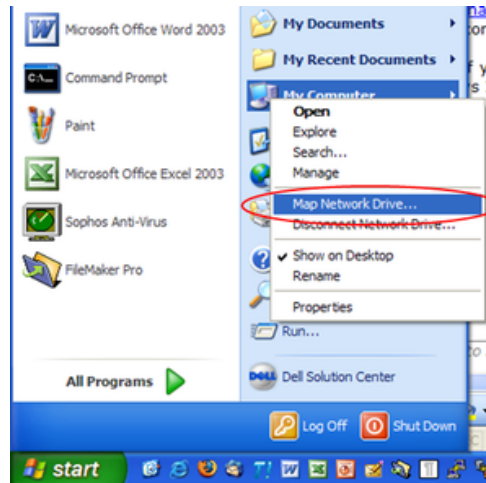 Microsoft Office Word 2003
Command Prompt
C:\_
Paint
Microsoft Office Excel 2003
Sophos Anti-Virus
FileMaker Pro
All Programs
My Documents
My Recent Documents
My Computer
Open
Explore
Search...
Manage
Map Network Drive...
Disconnect Network Drive...
Show on Desktop
Rename
Properties
Run...
DELL
Dell Solution Center
Log Off
Shut Down
start